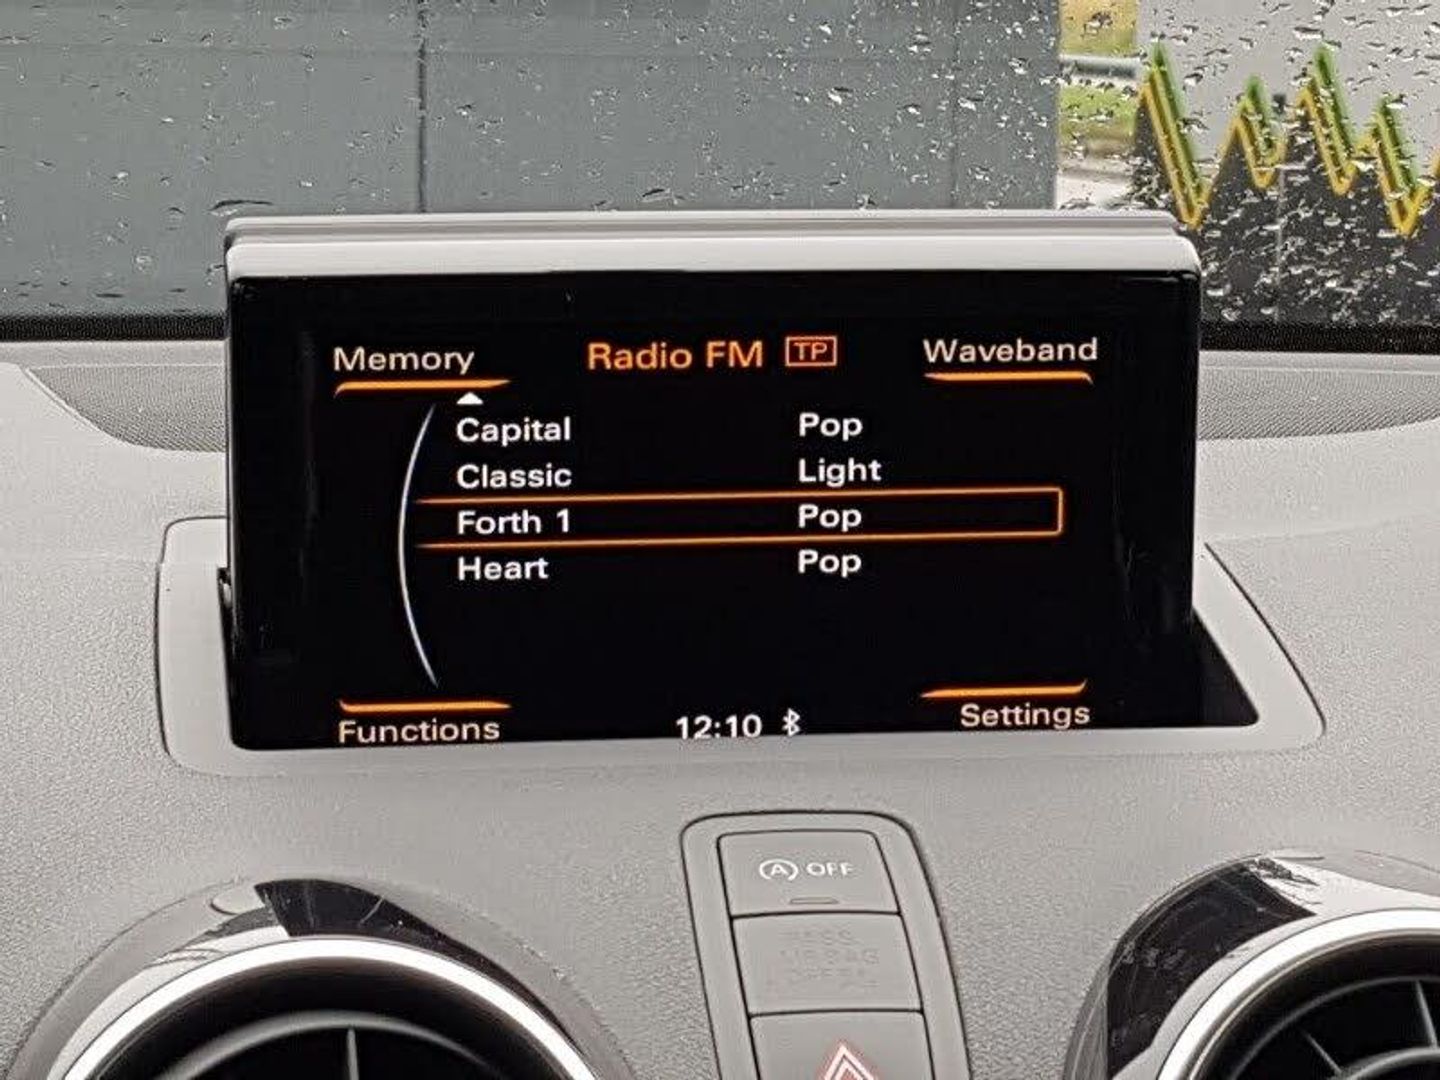 Memory Radio FM TP Waveband
Capital Pop
Classic Light
Forth 1 Pop
Heart Pop
Functions 12:10 Settings
A OFF